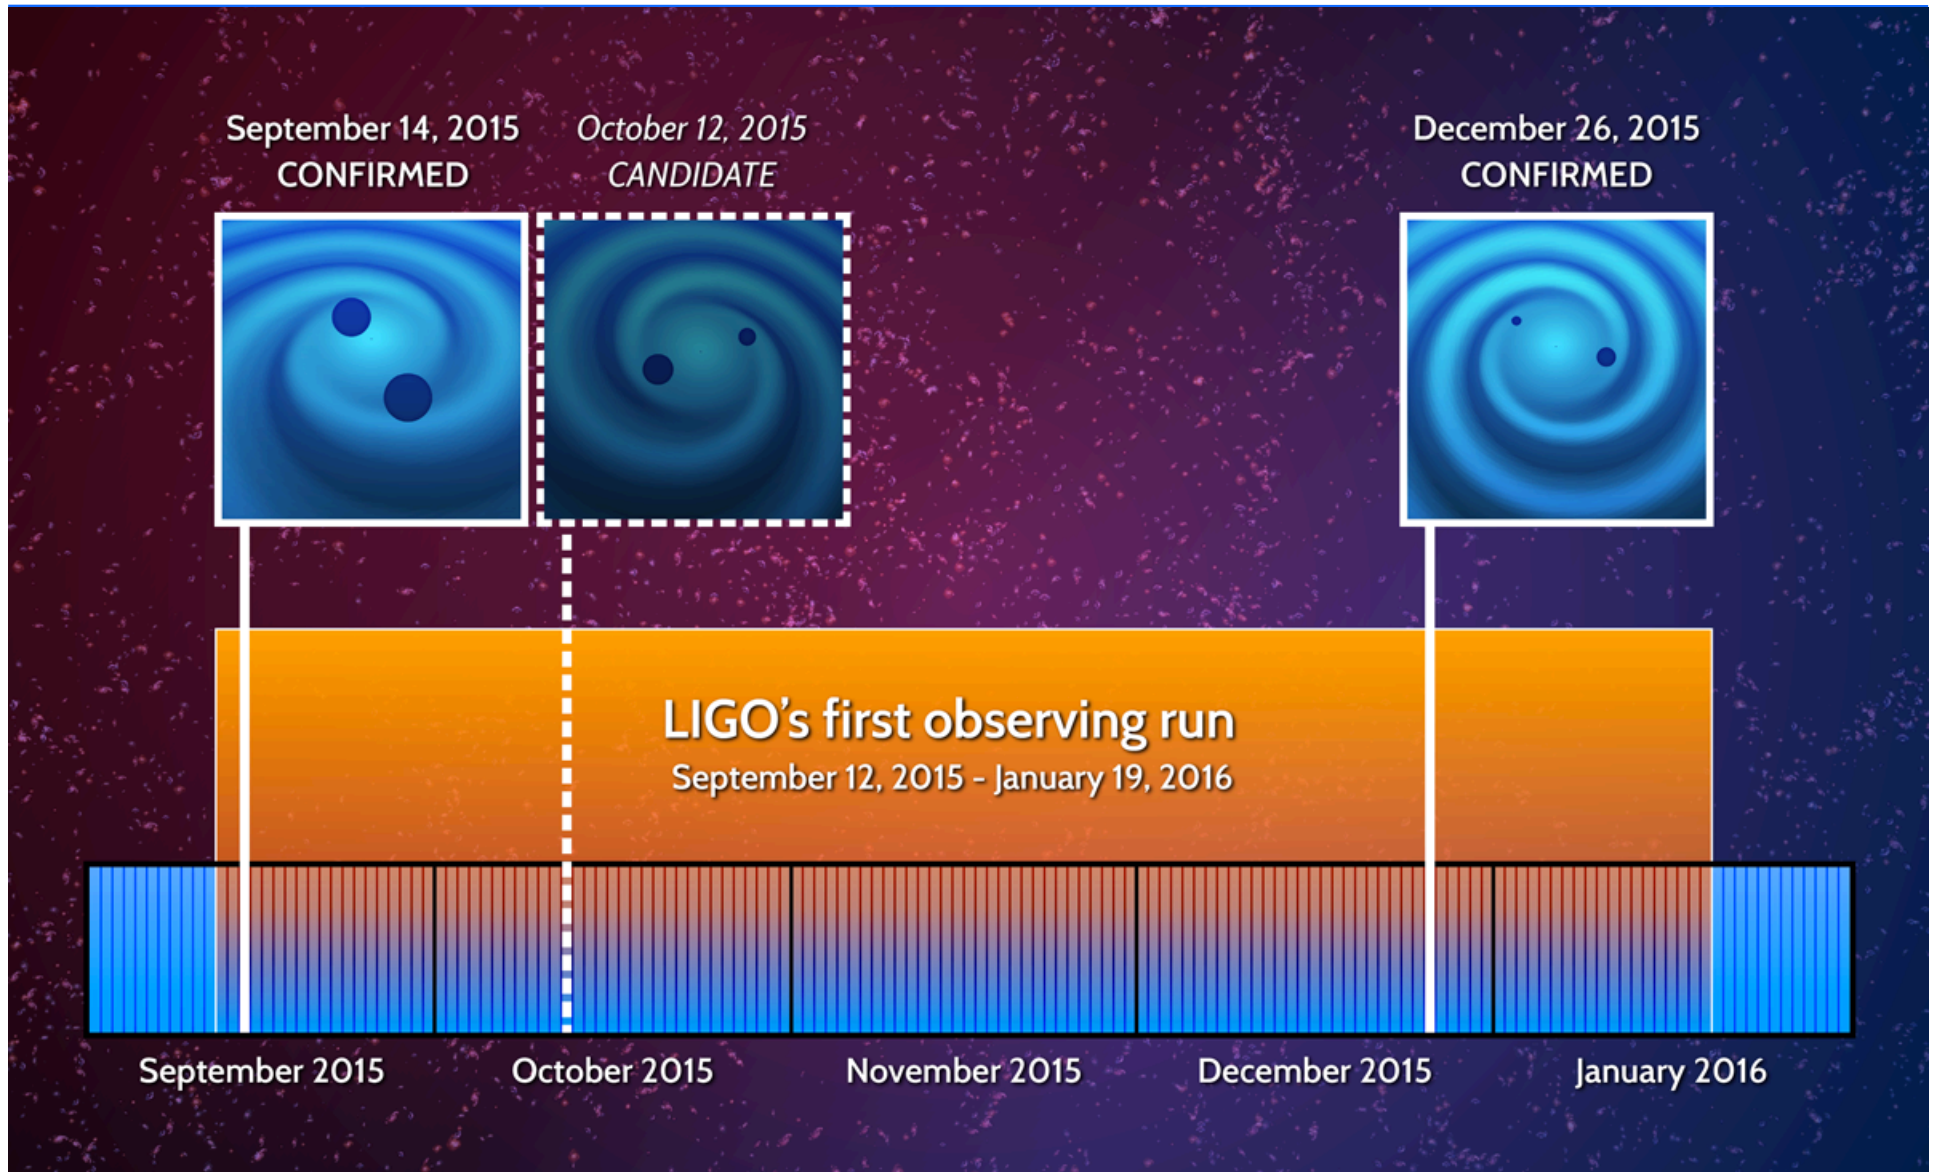 September 14, 2015
CONFIRMED
October 12, 2015
CANDIDATE
December 26, 2015
CONFIRMED
LIGO’s first observing run
September 12, 2015 - January 19, 2016
September 2015
October 2015
November 2015
December 2015
January 2016